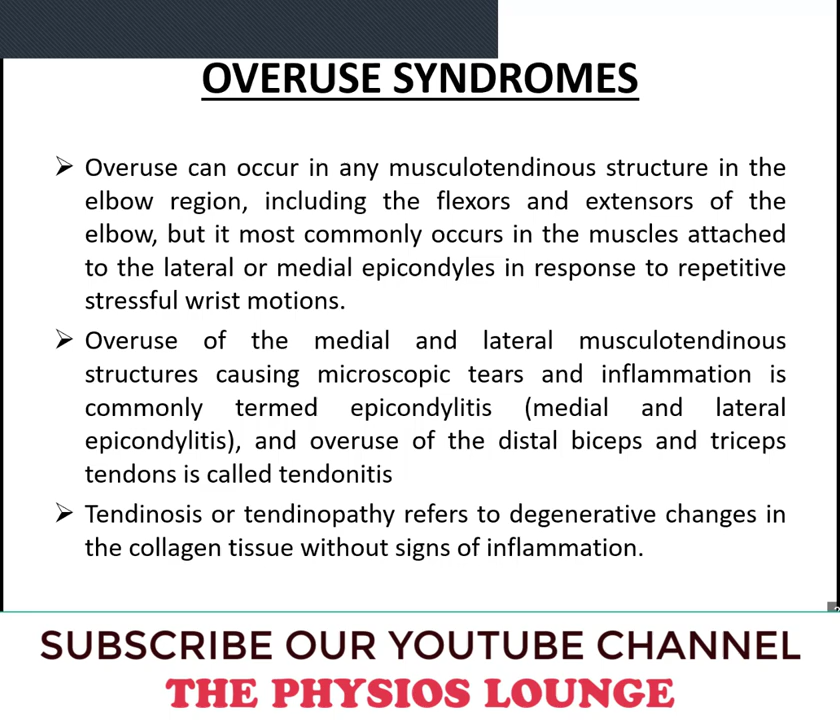 OVERUSE SYNDROMES
➢ Overuse can occur in any musculotendinous structure in the
elbow region, including the flexors and extensors of the
elbow, but it most commonly occurs in the muscles attached
to the lateral or medial epicondyles in response to repetitive
stressful wrist motions.
➢ Overuse of the medial and lateral musculotendinous
structures causing microscopic tears and inflammation is
commonly termed epicondylitis (medial and lateral
epicondylitis), and overuse of the distal biceps and triceps
tendons is called tendonitis
➢ Tendinosis or tendinopathy refers to degenerative changes in
the collagen tissue without signs of inflammation.
SUBSCRIBE OUR YOUTUBE CHANNEL
THE PHYSIOS LOUNGE